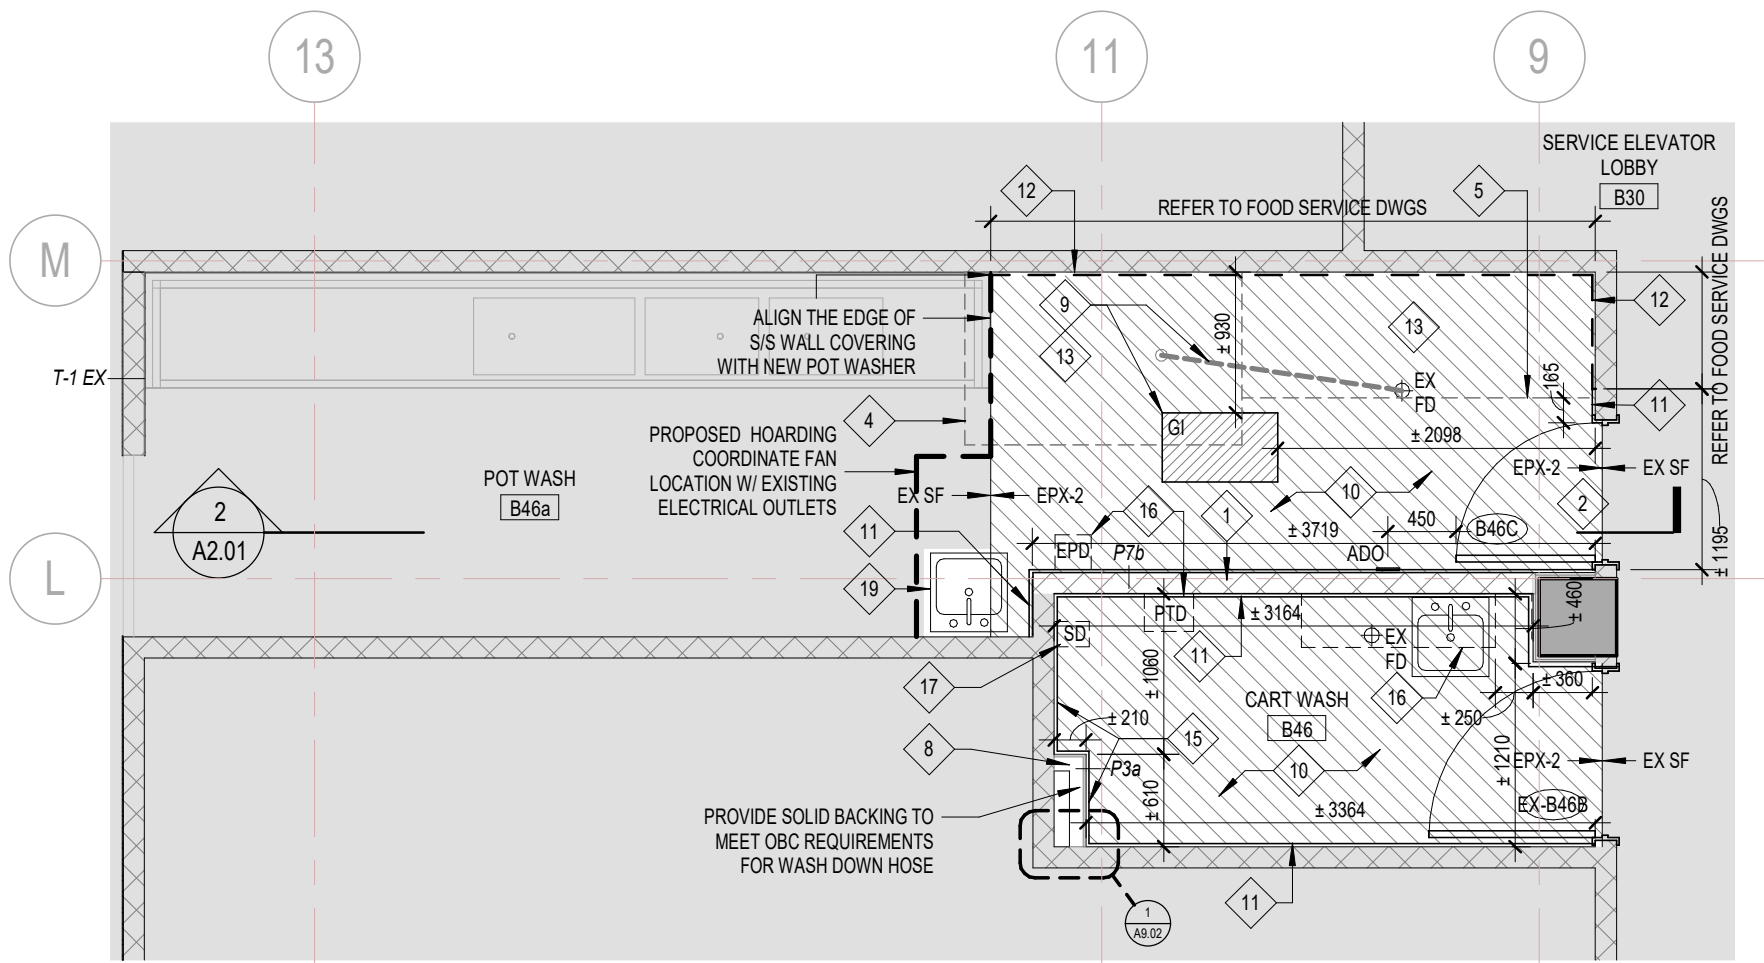 13
11
9
SERVICE ELEVATOR
LOBBY
B30
12
5
REFER TO FOOD SERVICE DWGS
REFER TO FOOD SERVICE DWGS
M
9
13
13
12
± 930
ALIGN THE EDGE OF
S/S WALL COVERING
WITH NEW POT WASHER
T-1 EX
EX
FD
165
11
4
GI
± 2098
PROPOSED HOARDING
COORDINATE FAN
LOCATION W/ EXISTING
ELECTRICAL OUTLETS
POT WASH
B46a
EX SF
EPX-2
EPX-2
EX SF
10
2
A2.01
16
1
± 3719
450
B46C
2
11
EPD
P7b
ADO
± 1195
L
19
PTD
± 3164
± 460
SD
EX
FD
11
± 1060
17
CART WASH
B46
16
± 360
± 250
± 210
8
15
± 1210
EPX-2
EX SF
P3a
10
± 610
± 3364
EX-B46B
PROVIDE SOLID BACKING TO
MEET OBC REQUIREMENTS
FOR WASH DOWN HOSE
11
1
A9.02